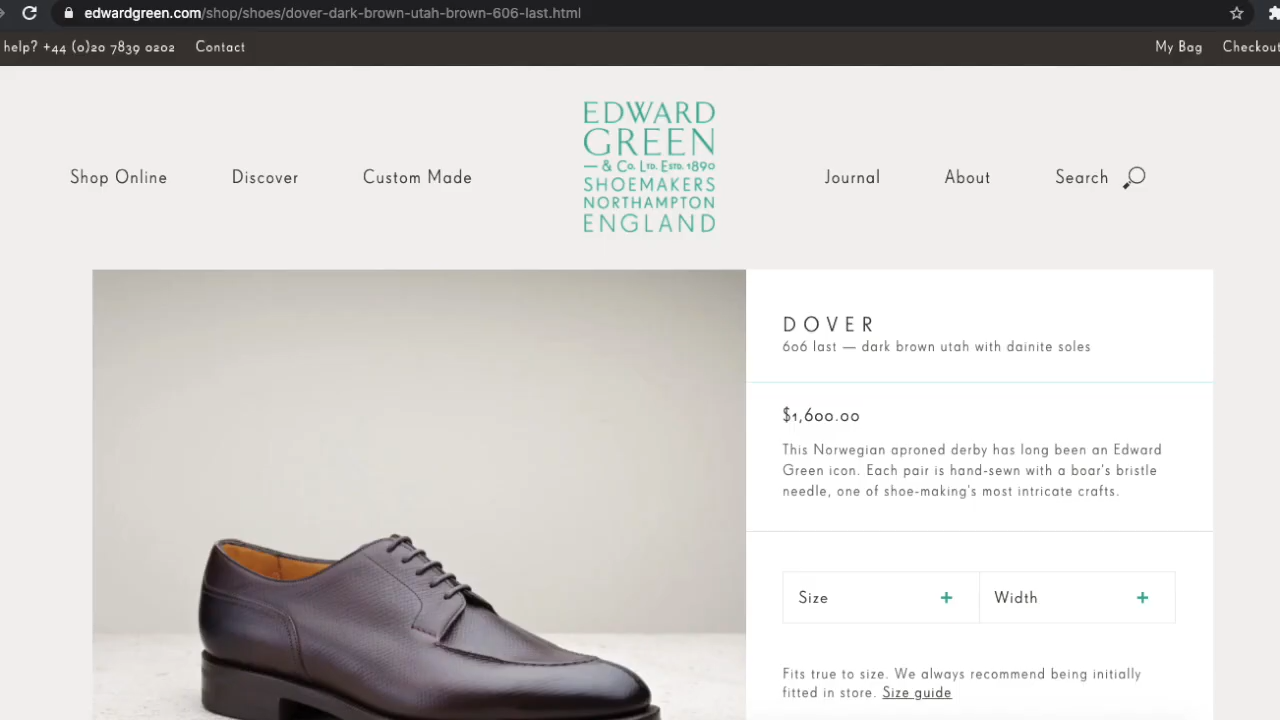 edwardgreen.com/shop/shoes/dover-dark-brown-utah-brown-606-last.html
help? +44 (0)20 7839 0202 Contact
My Bag Checkout
EDWARD
GREEN
— & Co. Ltd. Estd. 1890
SHOEMAKERS
NORTHAMPTON
ENGLAND
Shop Online Discover Custom Made
Journal About Search
DOVER
606 last — dark brown utah with dainite soles
$1,600.00
This Norwegian aproned derby has long been an Edward
Green icon. Each pair is hand-sewn with a boar's bristle
needle, one of shoe-making's most intricate crafts.
Size + Width +
Fits true to size. We always recommend being initially
fitted in store. Size guide